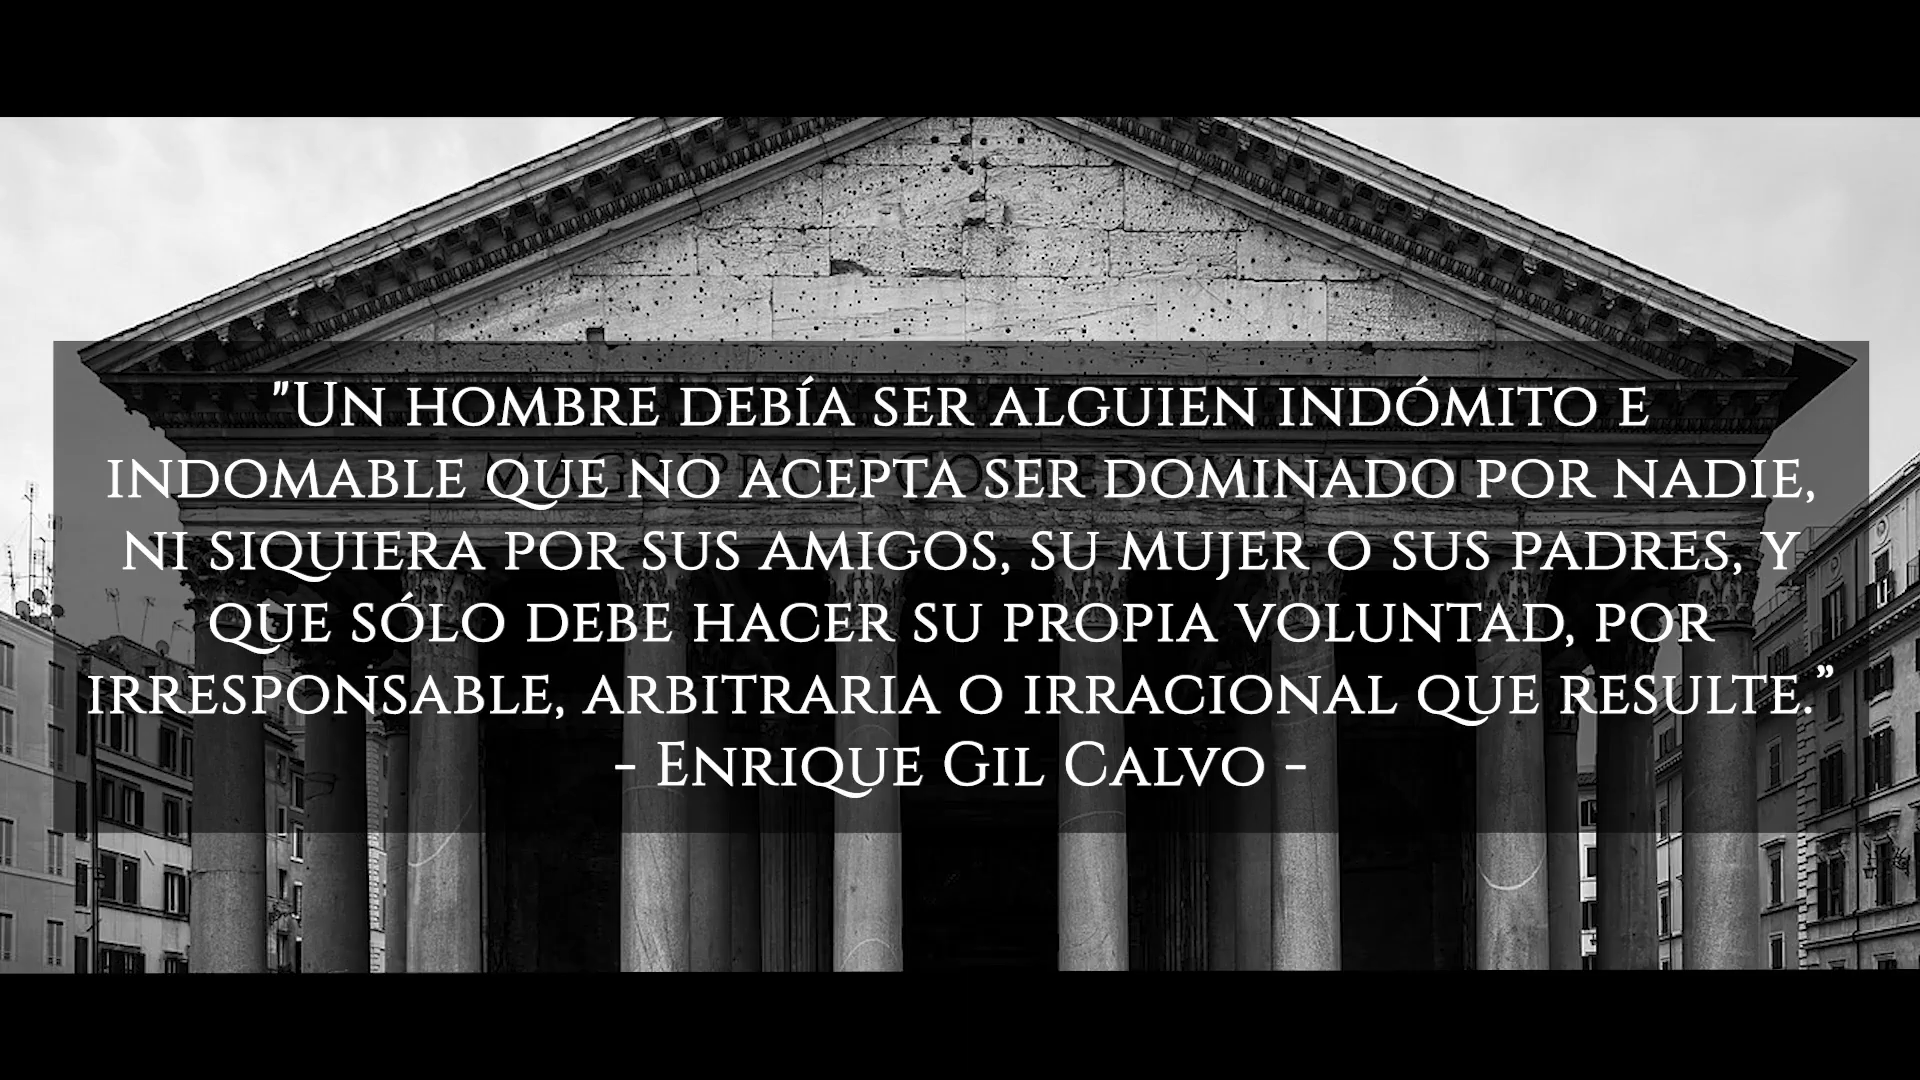 "Un hombre debía ser alguien indómito e
indomable que no acepta ser dominado por nadie,
ni siquiera por sus amigos, su mujer o sus padres, y
que sólo debe hacer su propia voluntad, por
irresponsable, arbitraria o irracional que resulte.”
- Enrique Gil Calvo -